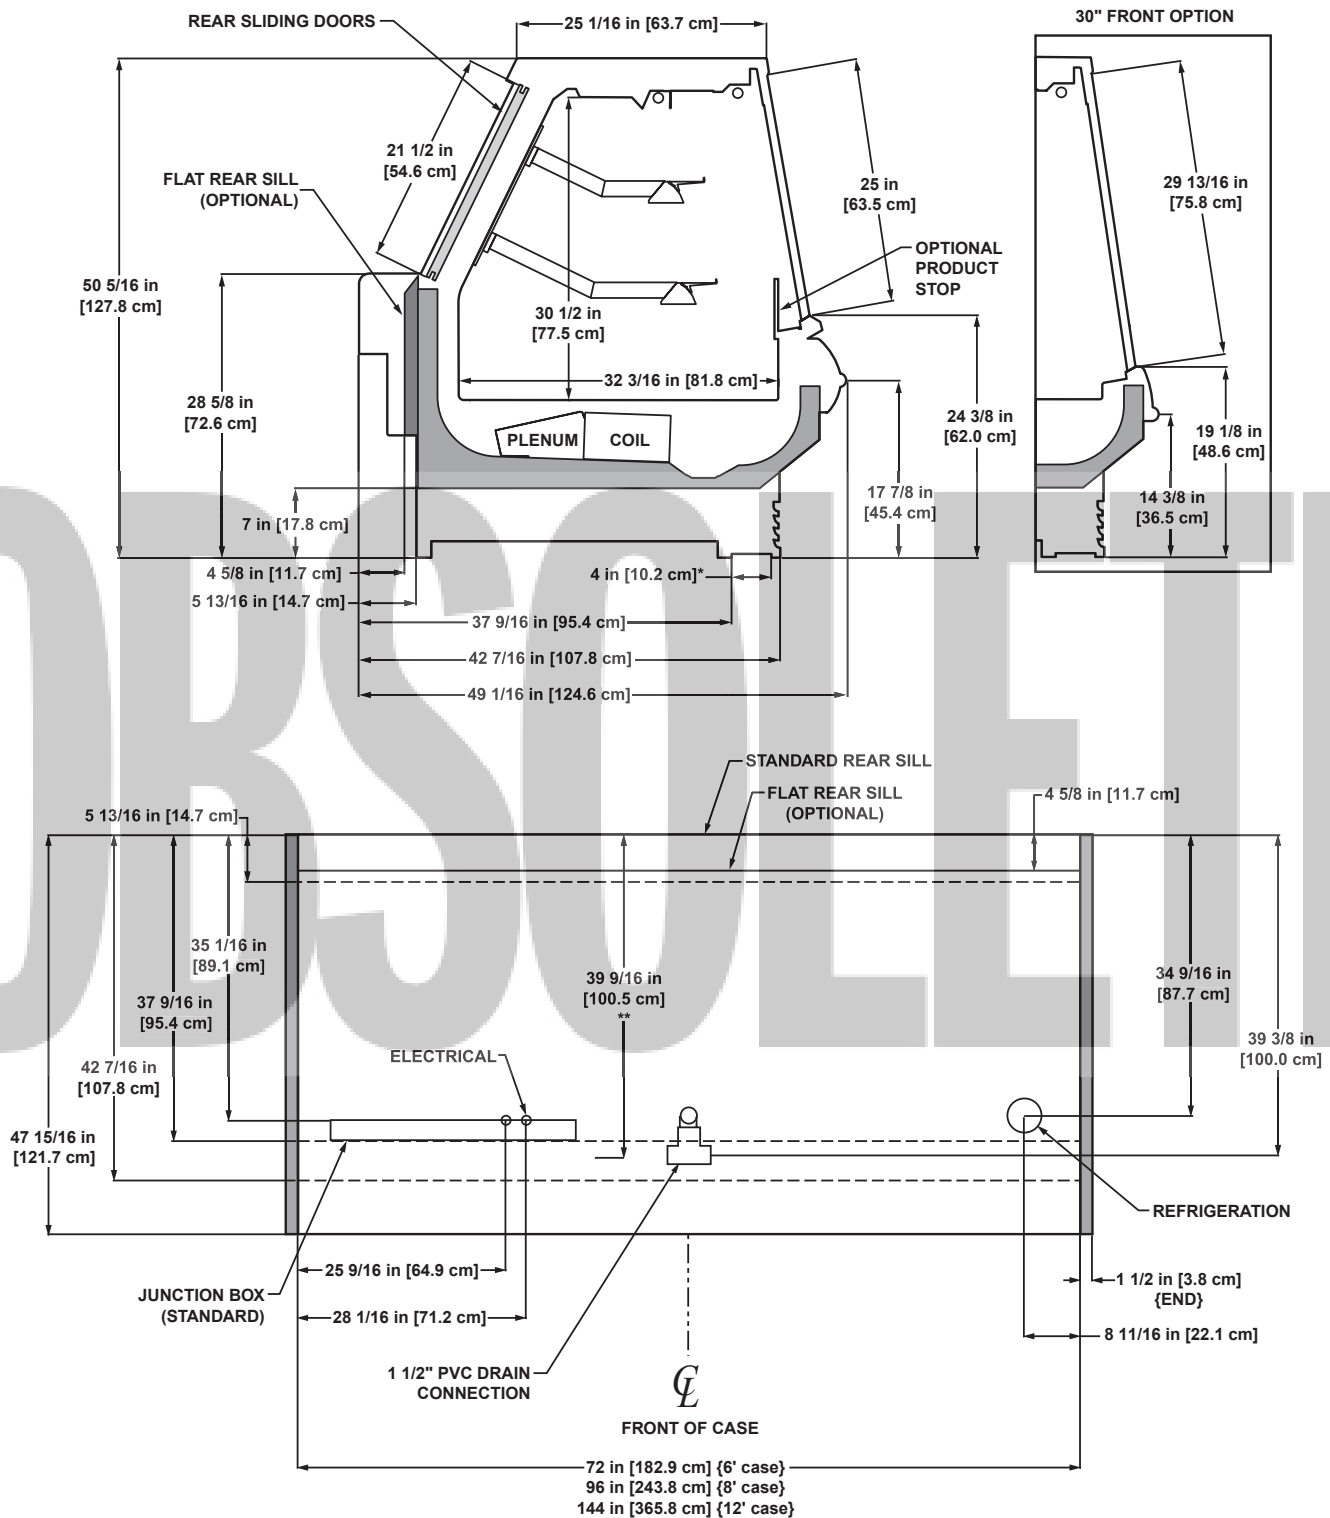 REAR SLIDING DOORS
25 1/16 in [63.7 cm]
30" FRONT OPTION
21 1/2 in
[54.6 cm]
FLAT REAR SILL
(OPTIONAL)
25 in
[63.5 cm]
29 13/16 in
[75.8 cm]
OPTIONAL
PRODUCT
STOP
50 5/16 in
[127.8 cm]
30 1/2 in
[77.5 cm]
32 3/16 in [81.8 cm]
28 5/8 in
[72.6 cm]
24 3/8 in
[62.0 cm]
PLENUM
COIL
19 1/8 in
[48.6 cm]
17 7/8 in
[45.4 cm]
14 3/8 in
[36.5 cm]
7 in [17.8 cm]
4 5/8 in [11.7 cm]
4 in [10.2 cm]*
5 13/16 in [14.7 cm]
37 9/16 in [95.4 cm]
42 7/16 in [107.8 cm]
49 1/16 in [124.6 cm]
OBSOLETE
STANDARD REAR SILL
FLAT REAR SILL
(OPTIONAL)
4 5/8 in [11.7 cm]
5 13/16 in [14.7 cm]
35 1/16 in
[89.1 cm]
39 9/16 in
[100.5 cm]
**
34 9/16 in
[87.7 cm]
37 9/16 in
[95.4 cm]
39 3/8 in
[100.0 cm]
42 7/16 in
[107.8 cm]
ELECTRICAL
47 15/16 in
[121.7 cm]
REFRIGERATION
25 9/16 in [64.9 cm]
1 1/2 in [3.8 cm]
{END}
JUNCTION BOX
(STANDARD)
28 1/16 in [71.2 cm]
8 11/16 in [22.1 cm]
1 1/2" PVC DRAIN
CONNECTION
℄
FRONT OF CASE
72 in [182.9 cm] {6' case}
96 in [243.8 cm] {8' case}
144 in [365.8 cm] {12' case}